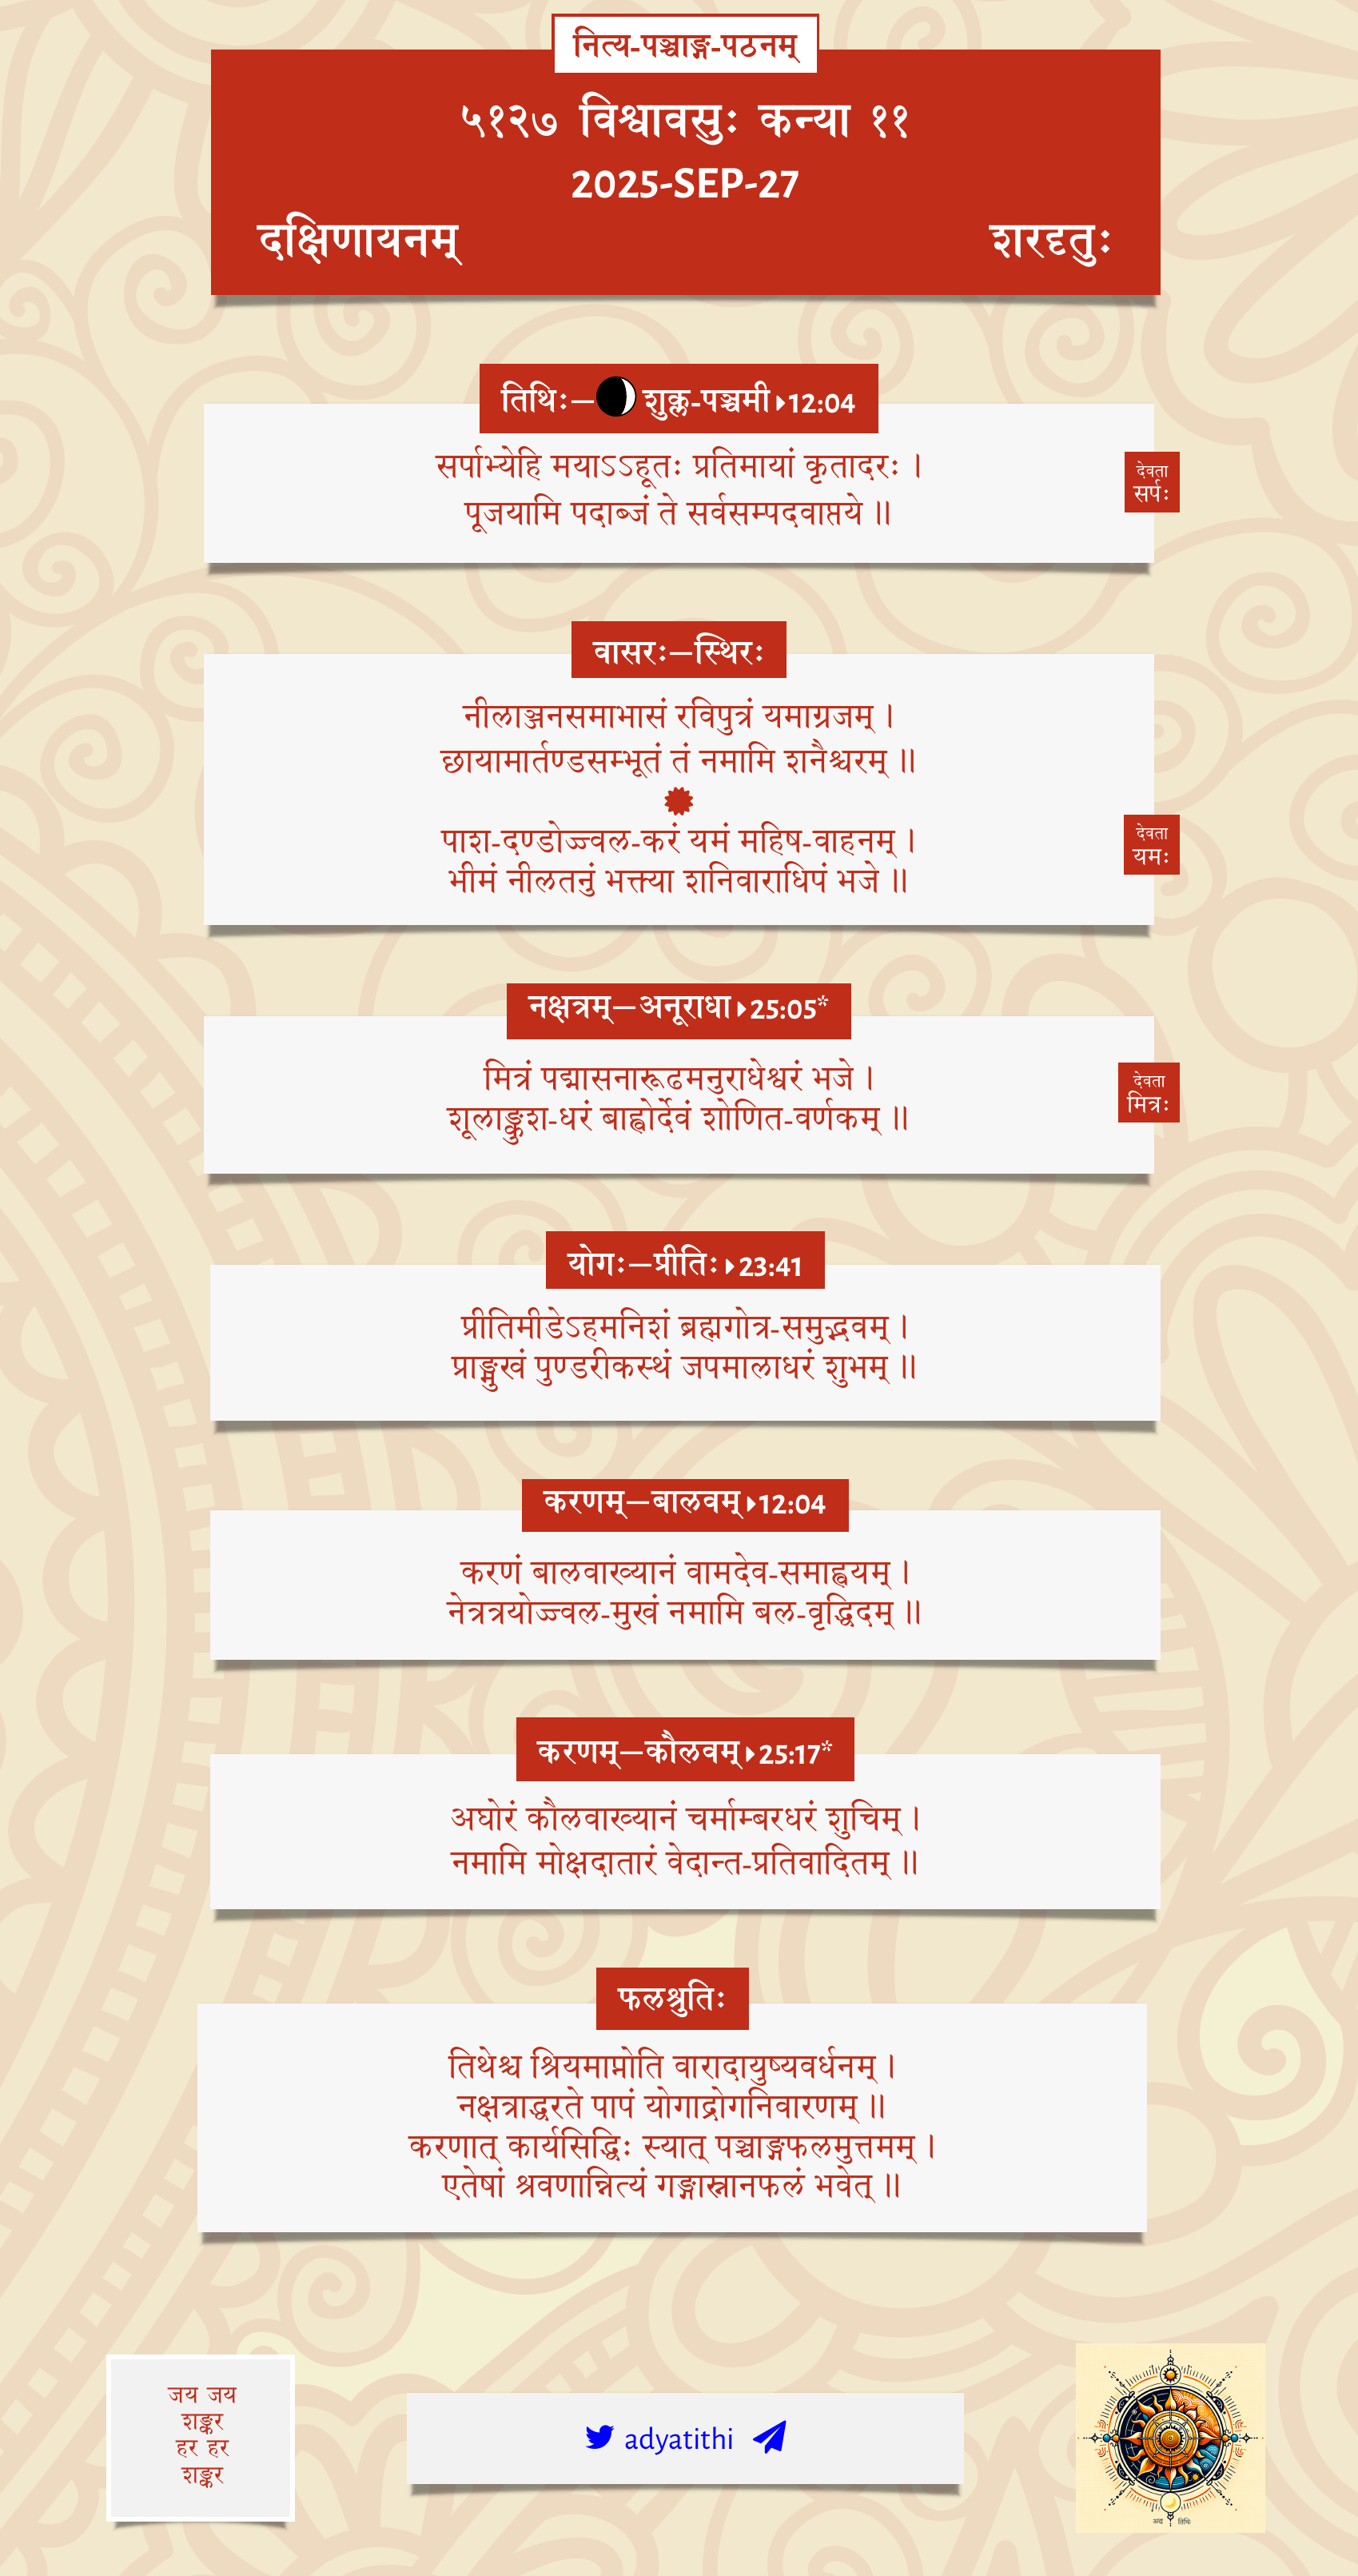 नित्य-पञ्चाङ्ग-पठनम्
५१२७ विश्वावसुः कन्या ११
2025-SEP-27
दक्षिणायनम् शरदृतुः
तिथिः—शुक्ल-पञ्चमी 12:04
सर्पाभ्येहि मयाऽऽहूतः प्रतिमायां कृतादरः ।
पूजयामि पदाब्जं ते सर्वसम्पदवाप्तये ॥
देवता
सर्पः
वासरः—स्थिरः
नीलाञ्जनसमाभासं रविपुत्रं यमाग्रजम् ।
छायामार्तण्डसम्भूतं तं नमामि शनैश्चरम् ॥
पाश-दण्डोज्ज्वल-करं यमं महिष-वाहनम् ।
भीमं नीलतनुं भक्त्या शनिवाराधिपं भजे ॥
देवता
यमः
नक्षत्रम्—अनूराधा 25:05*
मित्रं पद्मासनारूढमनुराधेश्वरं भजे ।
शूलाङ्कुश-धरं बाह्वोर्देवं शोणित-वर्णकम् ॥
देवता
मित्रः
योगः—प्रीतिः 23:41
प्रीतिमीडेऽहमनिशं ब्रह्मगोत्र-समुद्भवम् ।
प्राङ्मुखं पुण्डरीकस्थं जपमालाधरं शुभम् ॥
करणम्—बालवम् 12:04
करणं बालवाख्यानं वामदेव-समाह्वयम् ।
नेत्रत्रयोज्ज्वल-मुखं नमामि बल-वृद्धिदम् ॥
करणम्—कौलवम् 25:17*
अघोरं कौलवाख्यानं चर्माम्बरधरं शुचिम् ।
नमामि मोक्षदातारं वेदान्त-प्रतिवादितम् ॥
फलश्रुतिः
तिथेश्च श्रियमाप्नोति वारादायुष्यवर्धनम् ।
नक्षत्राद्धरते पापं योगाद्रोगनिवारणम् ॥
करणात् कार्यसिद्धिः स्यात् पञ्चाङ्गफलमुत्तमम् ।
एतेषां श्रवणान्नित्यं गङ्गास्नानफलं भवेत् ॥
जय जय
शङ्कर
हर हर
शङ्कर
adyatithi
अद्य तिथिः